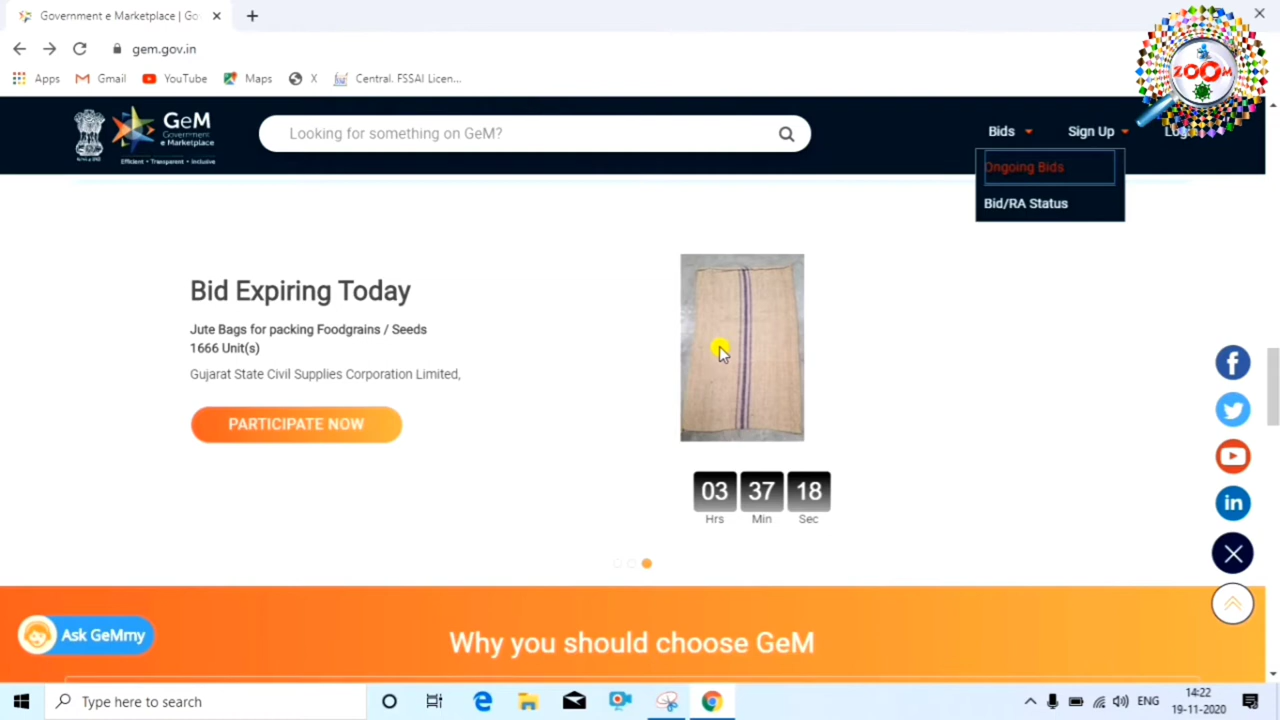 Government e Marketplace | Go
gem.gov.in
Apps
Gmail
YouTube
Maps
X
Central. FSSAI Licen...
ZOOM
GeM
Government
e Marketplace
Efficient • Transparent • Inclusive
Looking for something on GeM?
Bids
Sign Up
Ongoing Bids
Bid/RA Status
Bid Expiring Today
Jute Bags for packing Foodgrains / Seeds
1666 Unit(s)
Gujarat State Civil Supplies Corporation Limited,
PARTICIPATE NOW
03 37 18
Hrs Min Sec
Ask GeMmy
Why you should choose GeM
Type here to search
ENG
14:22
19-11-2020